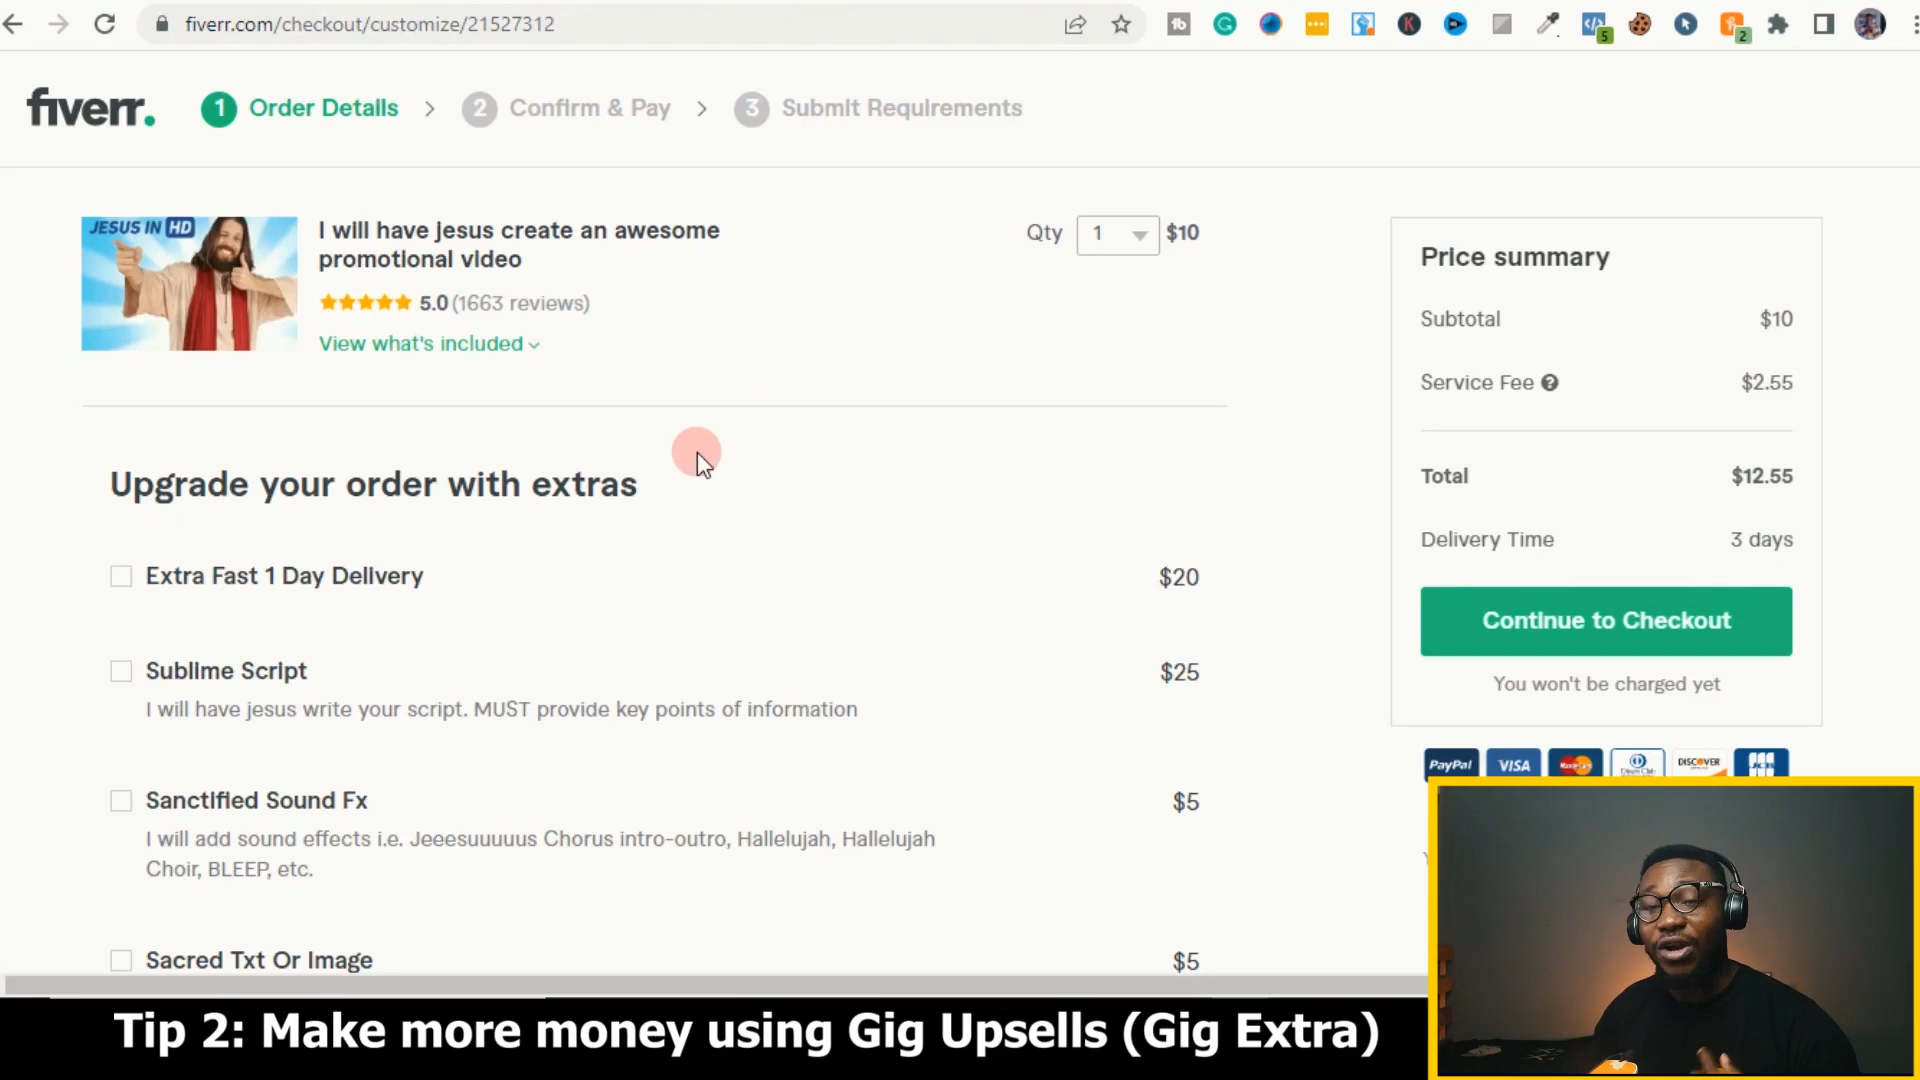 fiverr.com/checkout/customize/21527312
5
2
fiverr.
1 Order Details > 2 Confirm & Pay > 3 Submit Requirements
JESUS IN HD
I will have jesus create an awesome
promotional video
5.0 (1663 reviews)
View what's included
Qty 1 $10
Price summary
Subtotal $10
Service Fee $2.55
Total $12.55
Delivery Time 3 days
Continue to Checkout
You won't be charged yet
PayPal VISA MasterCard Diners Club DISCOVER JCB
Upgrade your order with extras
Extra Fast 1 Day Delivery $20
Sublime Script $25
I will have jesus write your script. MUST provide key points of information
Sanctified Sound Fx $5
I will add sound effects i.e. Jeeesuuuuus Chorus intro-outro, Hallelujah, Hallelujah
Choir, BLEEP, etc.
Sacred Txt Or Image $5
Tip 2: Make more money using Gig Upsells (Gig Extra)